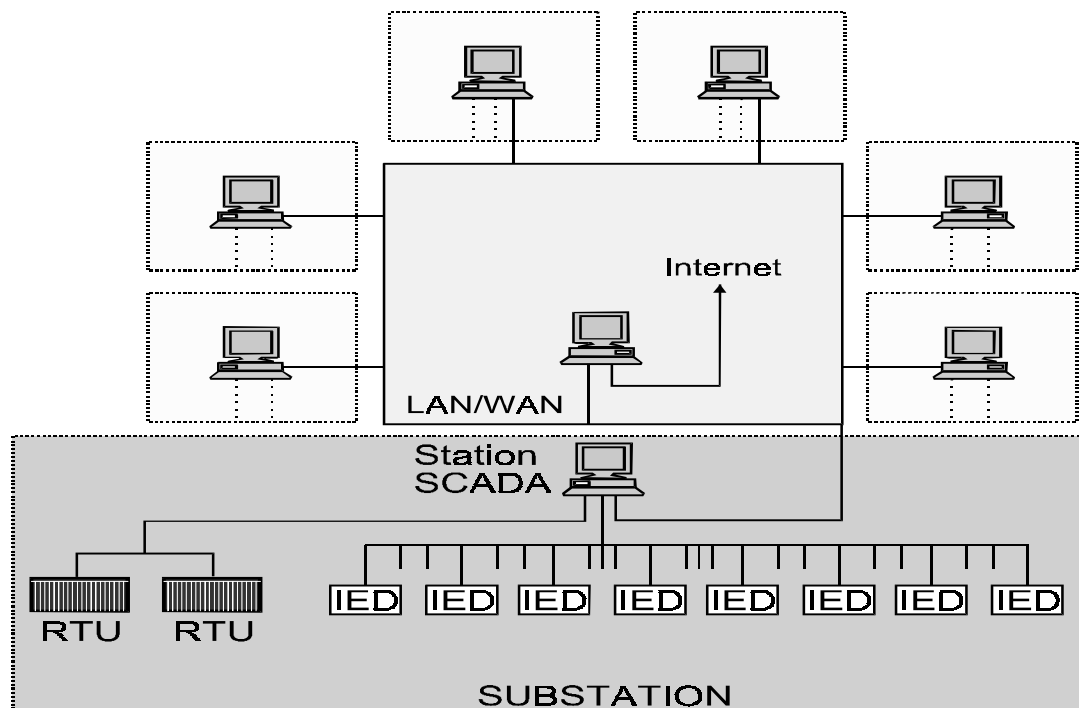 Internet
LAN/WAN
Station
SCADA
IED IED IED IED IED IED IED IED
RTU RTU
SUBSTATION